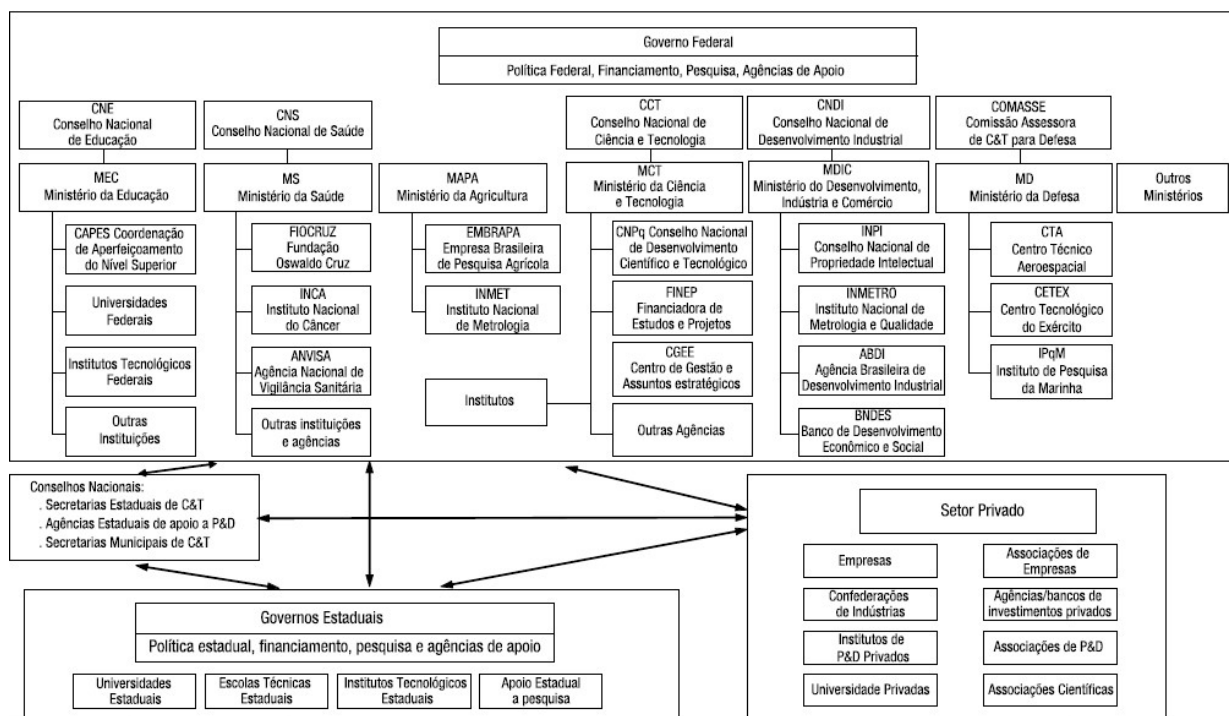 Governo Federal
Política Federal, Financiamento, Pesquisa, Agências de Apoio
CNE
Conselho Nacional
de Educação
CNS
Conselho Nacional de Saúde
CCT
Conselho Nacional de
Ciência e Tecnologia
CNDI
Conselho Nacional de
Desenvolvimento Industrial
COMASSE
Comissão Assessora
de C&T para Defesa
MEC
Ministério da Educação
MS
Ministério da Saúde
MAPA
Ministério da Agricultura
MCT
Ministério da Ciência
e Tecnologia
MDIC
Ministério do Desenvolvimento,
Indústria e Comércio
MD
Ministério da Defesa
Outros
Ministérios
CAPES Coordenação
de Aperfeiçoamento
do Nível Superior
FIOCRUZ
Fundação
Oswaldo Cruz
EMBRAPA
Empresa Brasileira
de Pesquisa Agrícola
CNPq Conselho Nacional
de Desenvolvimento
Científico e Tecnológico
INPI
Conselho Nacional de
Propriedade Intelectual
CTA
Centro Técnico
Aeroespacial
Universidades
Federais
INCA
Instituto Nacional
do Câncer
INMET
Instituto Nacional
de Metrologia
FINEP
Financiadora de
Estudos e Projetos
INMETRO
Instituto Nacional de
Metrologia e Qualidade
CETEX
Centro Tecnológico
do Exército
Institutos Tecnológicos
Federais
ANVISA
Agência Nacional de
Vigilância Sanitária
CGEE
Centro de Gestão e
Assuntos estratégicos
ABDI
Agência Brasileira de
Desenvolvimento Industrial
IPqM
Instituto de Pesquisa
da Marinha
Institutos
Outras
Instituições
Outras instituições
e agências
Outras Agências
BNDES
Banco de Desenvolvimento
Econômico e Social
Conselhos Nacionais:
. Secretarias Estaduais de C&T
. Agências Estaduais de apoio a P&D
. Secretarias Municipais de C&T
Setor Privado
Empresas
Associações de
Empresas
Confederações
de Indústrias
Agências/bancos de
investimentos privados
Institutos de
P&D Privados
Associações de P&D
Universidade Privadas
Associações Científicas
Governos Estaduais
Política estadual, financiamento, pesquisa e agências de apoio
Universidades
Estaduais
Escolas Técnicas
Estaduais
Institutos Tecnológicos
Estaduais
Apoio Estadual
a pesquisa